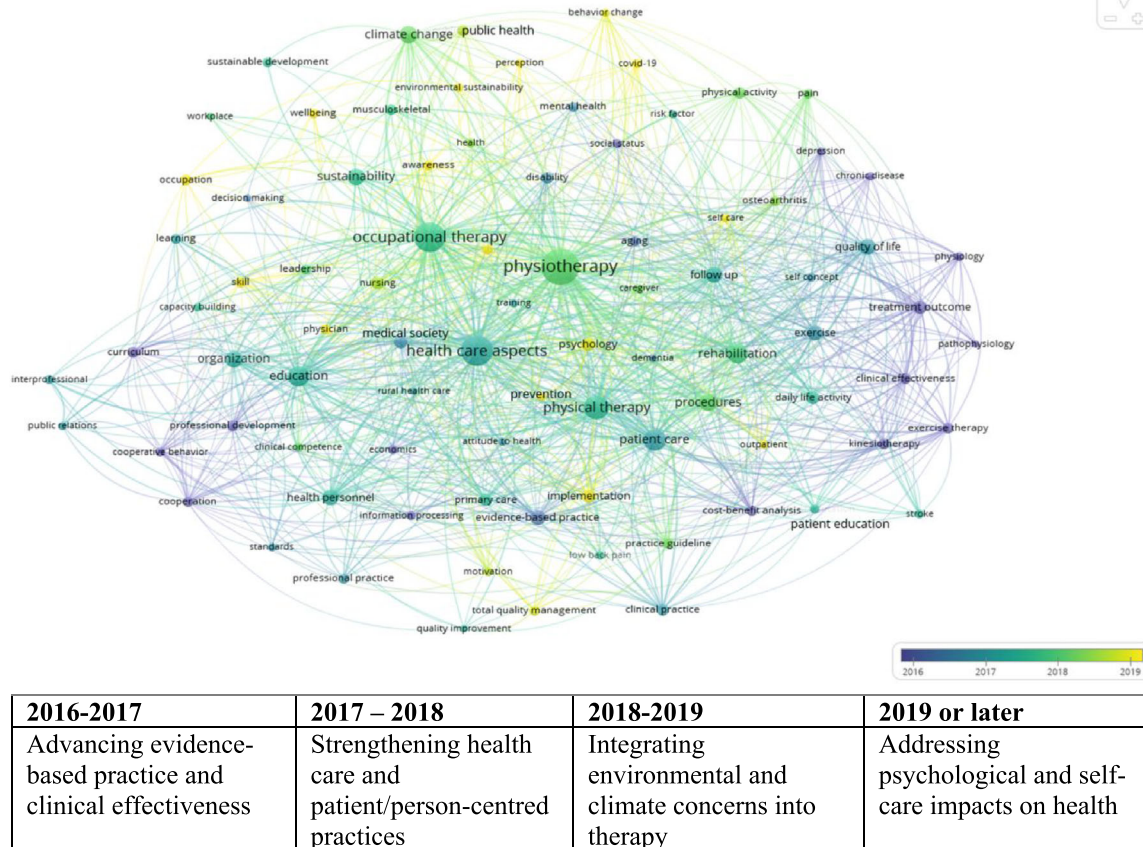 behavior change
climate change
public health
sustainable development
perception
covid-19
environmental sustainability
physical activity
pain
workplace
wellbeing
musculoskeletal
mental health
risk factor
health
social status
depression
awareness
occupation
sustainability
disability
chronic disease
decision making
osteoarthritis
self care
learning
occupational therapy
aging
quality of life
physiology
physiotherapy
leadership
follow up
self concept
skill
nursing
caregiver
capacity building
training
treatment outcome
physician
medical society
exercise
psychology
pathophysiology
curriculum
organization
health care aspects
dementia
rehabilitation
interprofessional
education
clinical effectiveness
rural health care
prevention
daily life activity
physical therapy
procedures
public relations
professional development
exercise therapy
cooperative behavior
clinical competence
economics
attitude to health
patient care
outpatient
kinesiotherapy
cooperation
health personnel
primary care
implementation
information processing
evidence-based practice
cost-benefit analysis
patient education
stroke
standards
low back pain
practice guideline
professional practice
motivation
total quality management
clinical practice
quality improvement
2016 2017 2018 2019
2016-2017
2017 – 2018
2018-2019
2019 or later
Advancing evidence-
based practice and
clinical effectiveness
Strengthening health
care and
patient/person-centred
practices
Integrating
environmental and
climate concerns into
therapy
Addressing
psychological and self-
care impacts on health